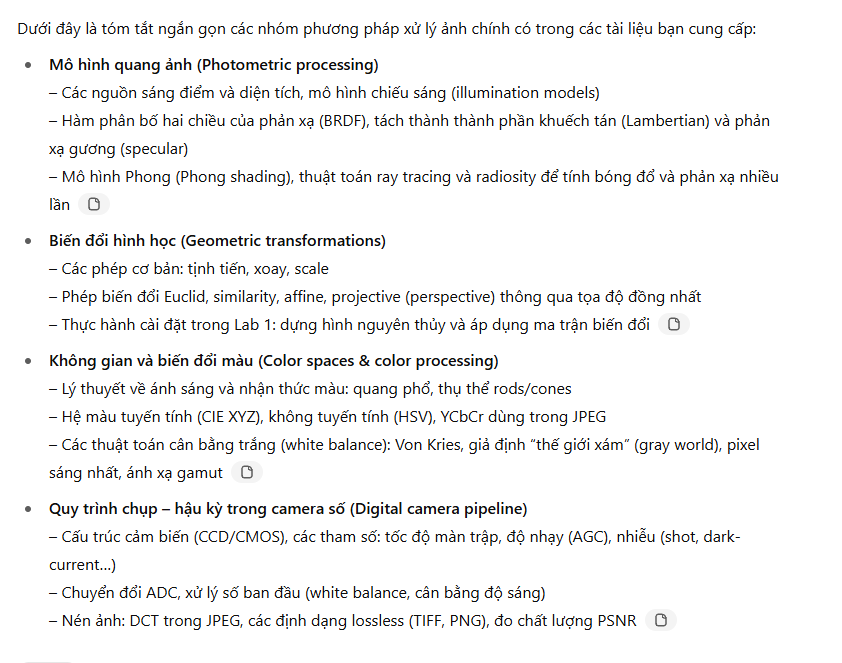 Dưới đây là tóm tắt ngắn gọn các nhóm phương pháp xử lý ảnh chính có trong các tài liệu bạn cung cấp:
• Mô hình quang ảnh (Photometric processing)
– Các nguồn sáng điểm và diện tích, mô hình chiếu sáng (illumination models)
– Hàm phân bố hai chiều của phản xạ (BRDF), tách thành thành phần khuếch tán (Lambertian) và phản
xạ gương (specular)
– Mô hình Phong (Phong shading), thuật toán ray tracing và radiosity để tính bóng đổ và phản xạ nhiều
lần
• Biến đổi hình học (Geometric transformations)
– Các phép cơ bản: tịnh tiến, xoay, scale
– Phép biến đổi Euclid, similarity, affine, projective (perspective) thông qua tọa độ đồng nhất
– Thực hành cài đặt trong Lab 1: dựng hình nguyên thủy và áp dụng ma trận biến đổi
• Không gian và biến đổi màu (Color spaces & color processing)
– Lý thuyết về ánh sáng và nhận thức màu: quang phổ, thụ thể rods/cones
– Hệ màu tuyến tính (CIE XYZ), không tuyến tính (HSV), YCbCr dùng trong JPEG
– Các thuật toán cân bằng trắng (white balance): Von Kries, giả định “thế giới xám” (gray world), pixel
sáng nhất, ánh xạ gamut
• Quy trình chụp – hậu kỳ trong camera số (Digital camera pipeline)
– Cấu trúc cảm biến (CCD/CMOS), các tham số: tốc độ màn trập, độ nhạy (AGC), nhiễu (shot, dark-
current…)
– Chuyển đổi ADC, xử lý số ban đầu (white balance, cân bằng độ sáng)
– Nén ảnh: DCT trong JPEG, các định dạng lossless (TIFF, PNG), đo chất lượng PSNR